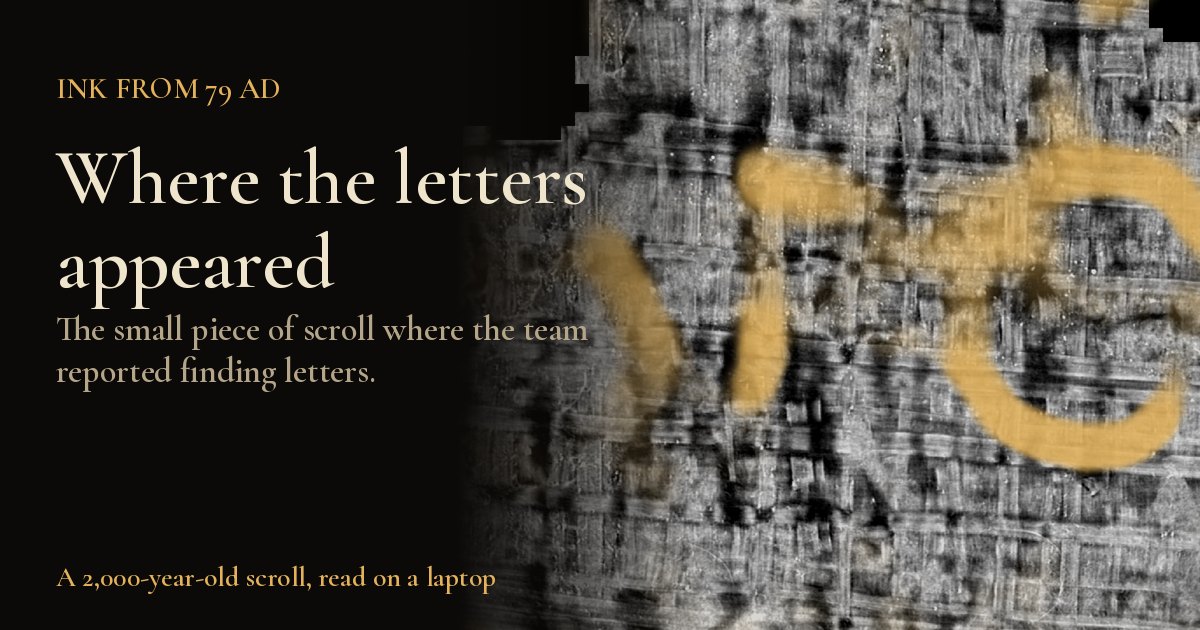 INK FROM 79 AD
Where the letters
appeared
The small piece of scroll where the team
reported finding letters.
A 2,000-year-old scroll, read on a laptop